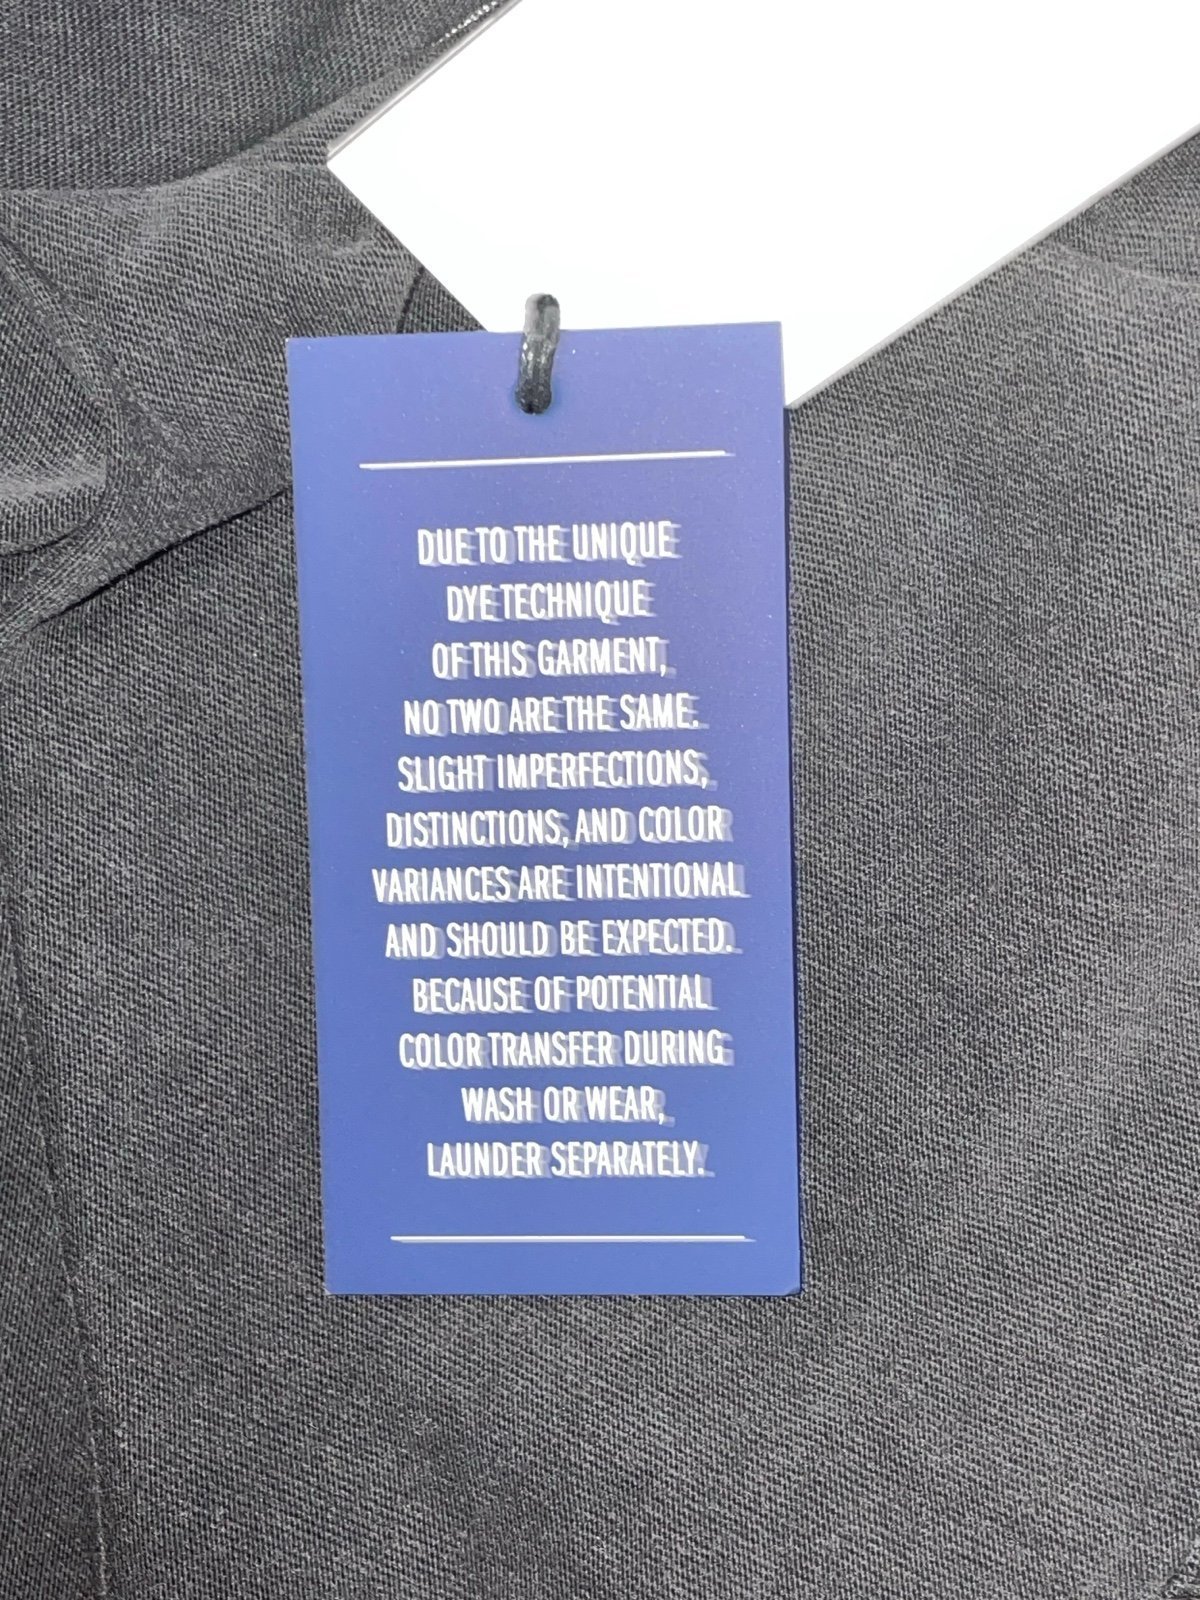 DUE TO THE UNIQUE
DYE TECHNIQUE
OF THIS GARMENT,
NO TWO ARE THE SAME.
SLIGHT IMPERFECTIONS,
DISTINCTIONS, AND COLOR
VARIANCES ARE INTENTIONAL
AND SHOULD BE EXPECTED.
BECAUSE OF POTENTIAL
COLOR TRANSFER DURING
WASH OR WEAR,
LAUNDER SEPARATELY.